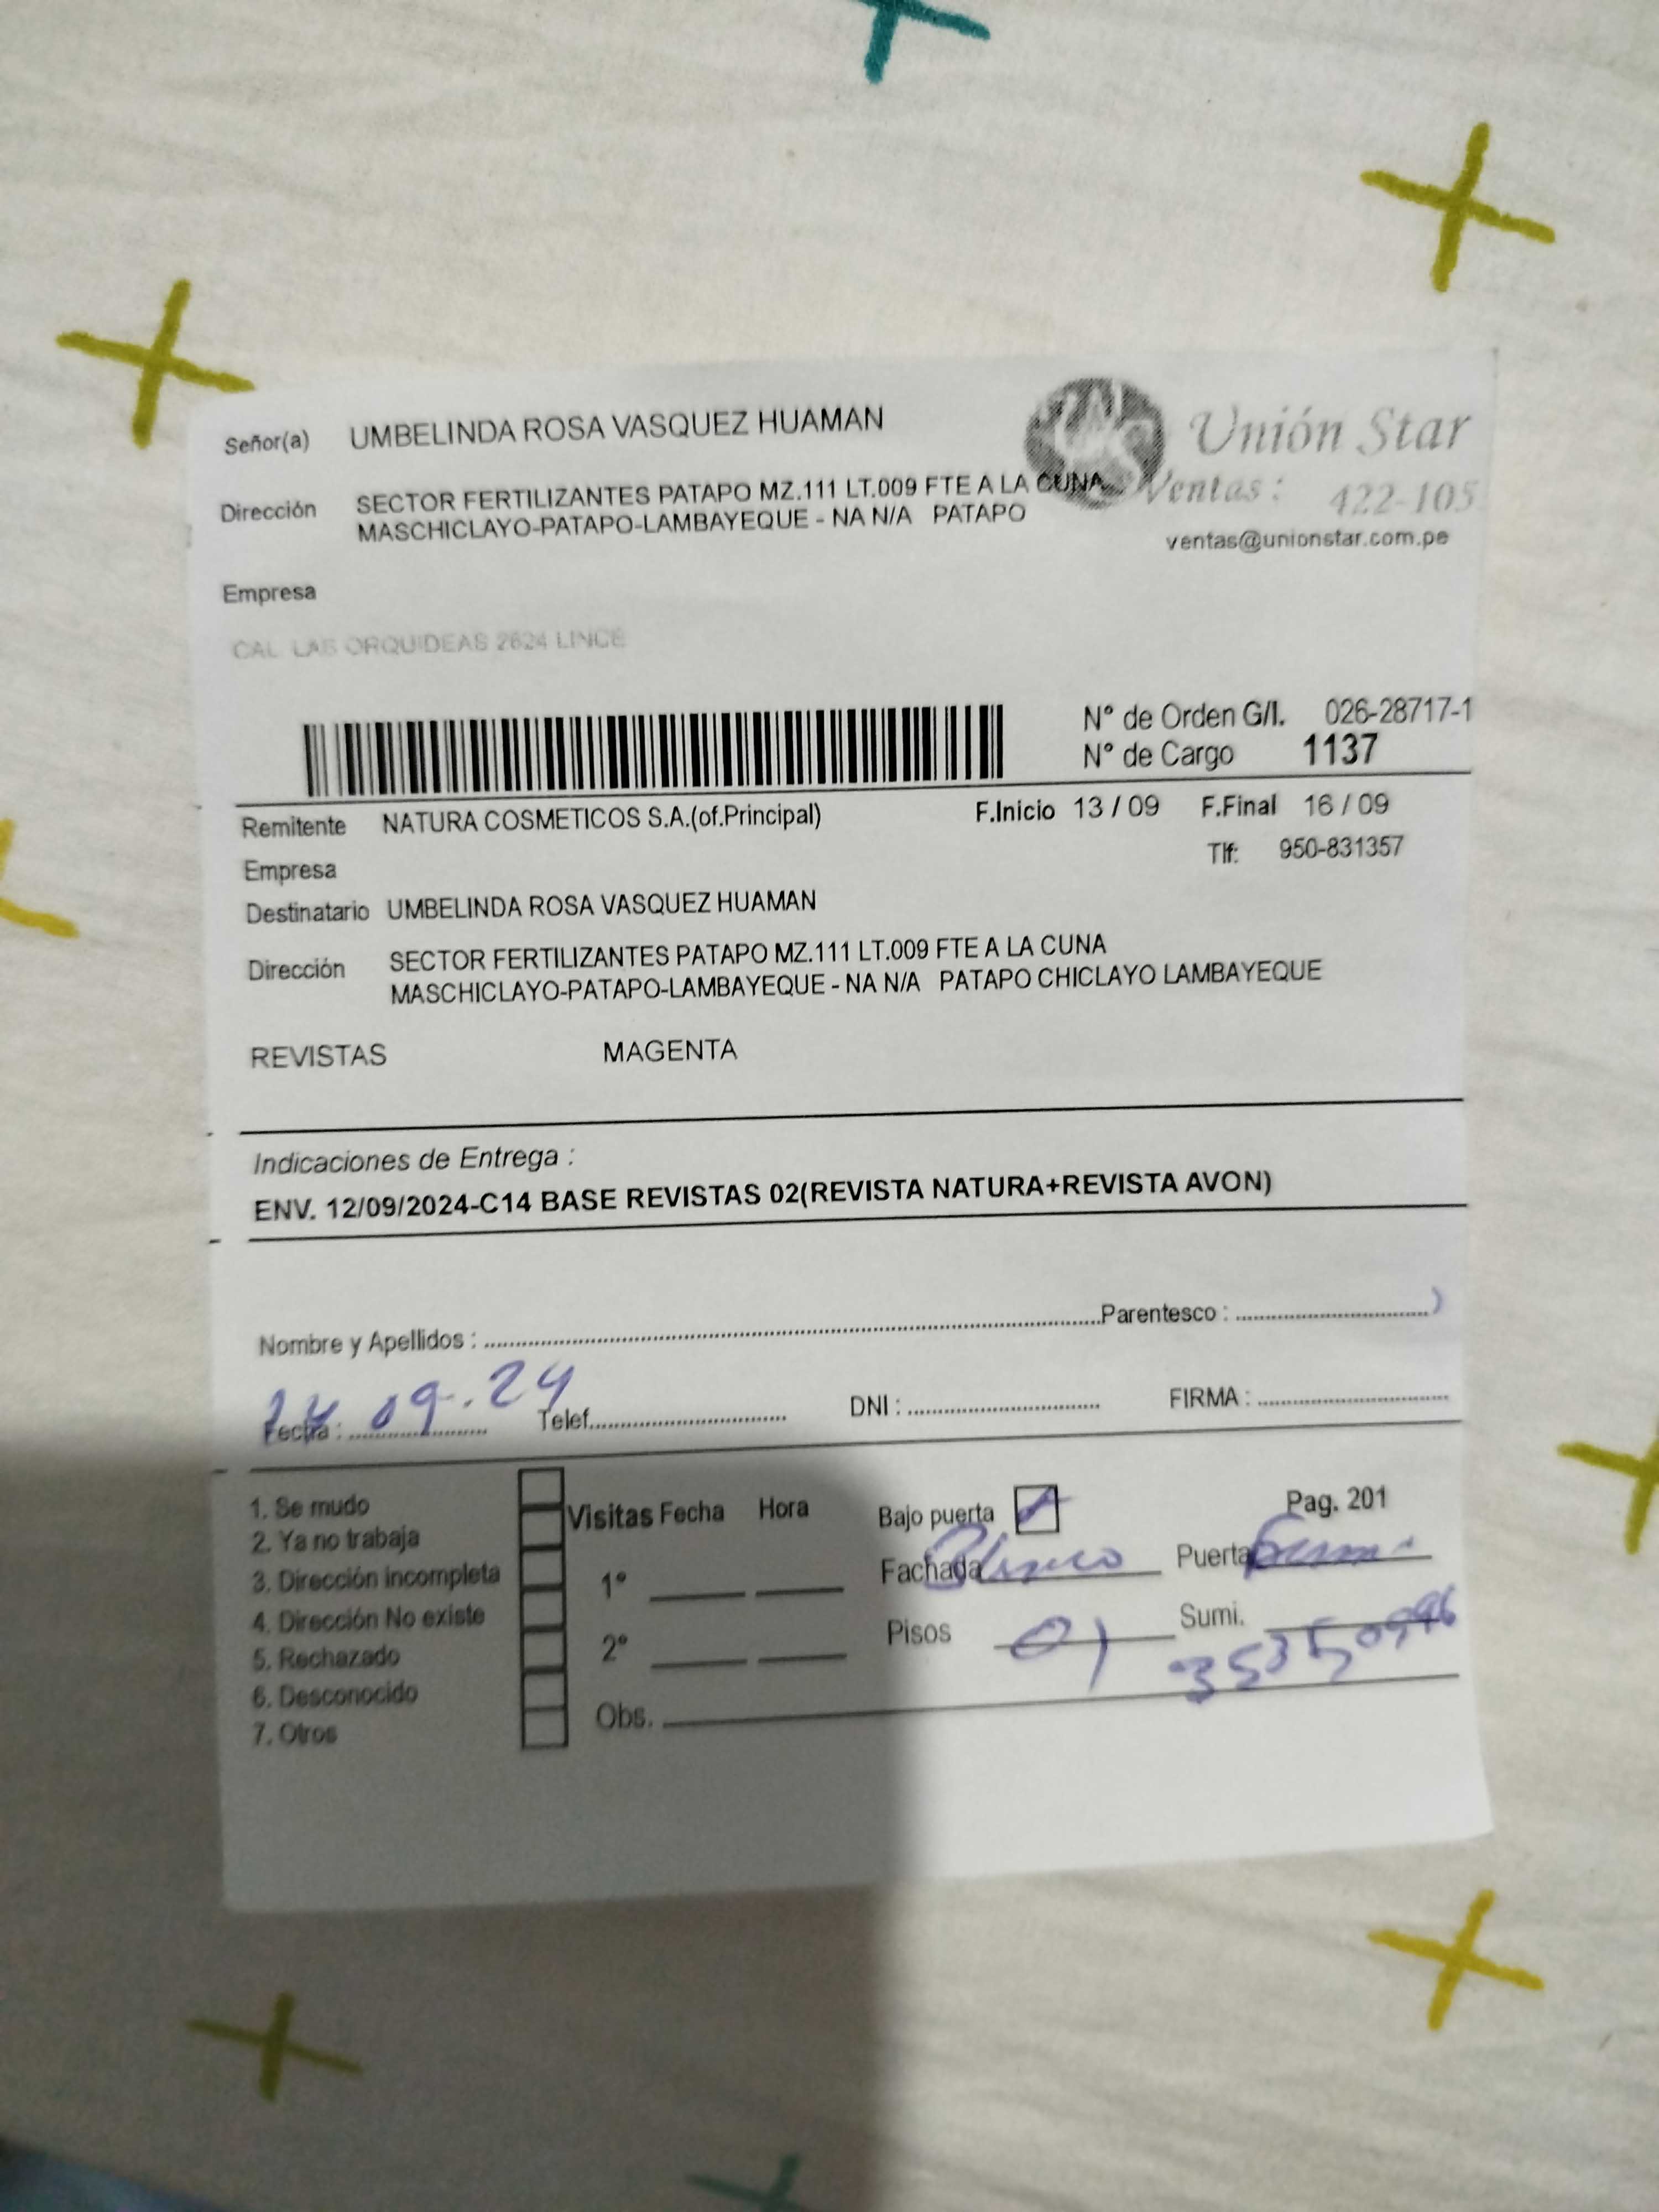 Señor(a) UMBELINDA ROSA VASQUEZ HUAMAN
Unión Star
Ventas : 422-105
ventas@unionstar.com.pe
Dirección SECTOR FERTILIZANTES PATAPO MZ.111 LT.009 FTE A LA CUNA
MASCHICLAYO-PATAPO-LAMBAYEQUE - NA N/A PATAPO
Empresa
CAL LAS ORQUIDEAS 2624 LINCE
N° de Orden G/I. 026-28717-1
N° de Cargo 1137
Remitente NATURA COSMETICOS S.A.(of.Principal) F.Inicio 13 / 09 F.Final 16 / 09
Empresa Tlf: 950-831357
Destinatario UMBELINDA ROSA VASQUEZ HUAMAN
Dirección SECTOR FERTILIZANTES PATAPO MZ.111 LT.009 FTE A LA CUNA
MASCHICLAYO-PATAPO-LAMBAYEQUE - NA N/A PATAPO CHICLAYO LAMBAYEQUE
REVISTAS MAGENTA
Indicaciones de Entrega :
ENV. 12/09/2024-C14 BASE REVISTAS 02(REVISTA NATURA+REVISTA AVON)
Nombre y Apellidos : Parentesco :
Fecha : 09.24 Telef. DNI : FIRMA :
1. Se mudo
2. Ya no trabaja
3. Dirección incompleta
4. Dirección No existe
5. Rechazado
6. Desconocido
7. Otros
Visitas Fecha Hora
1°
2°
Obs.
Bajo puerta Pag. 201
Fachada Blanco Puerta
Pisos 01 Sumi.